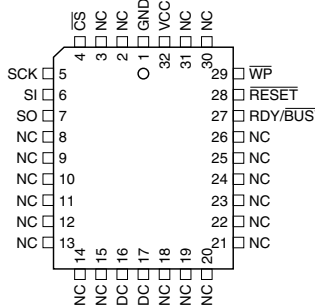 CS NC NC GND VCC NC NC
4 3 2 1 32 31 30
SCK 5 29 WP
SI 6 28 RESET
SO 7 27 RDY/BUS
NC 8 26 NC
NC 9 25 NC
NC 10 24 NC
NC 11 23 NC
NC 12 22 NC
NC 13 21 NC
14 15 16 17 18 19 20
NC NC DC DC NC NC NC